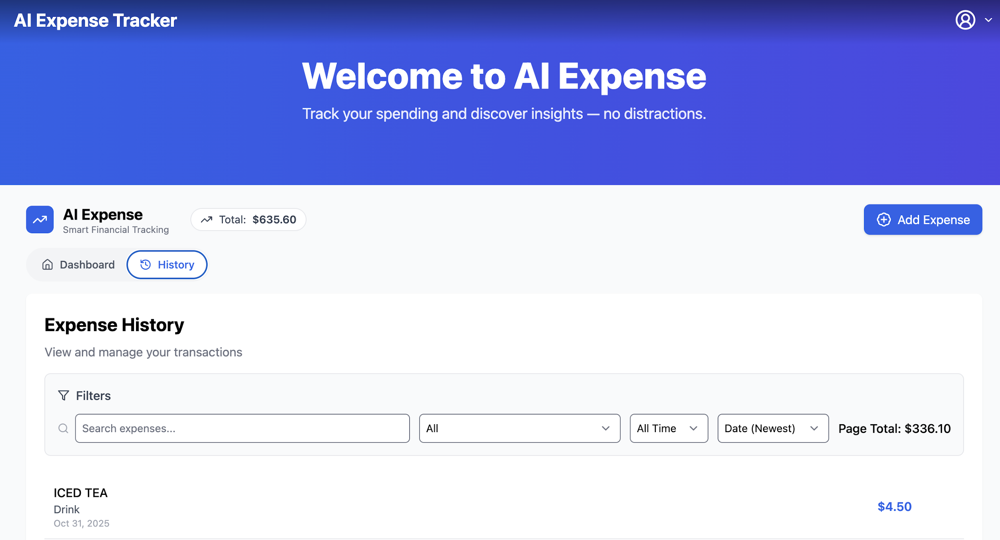 AI Expense Tracker
Welcome to AI Expense
Track your spending and discover insights — no distractions.
AI Expense
Smart Financial Tracking
Total: $635.60
Add Expense
Dashboard
History
Expense History
View and manage your transactions
Filters
Search expenses...
All
All Time
Date (Newest)
Page Total: $336.10
ICED TEA
Drink
Oct 31, 2025
$4.50